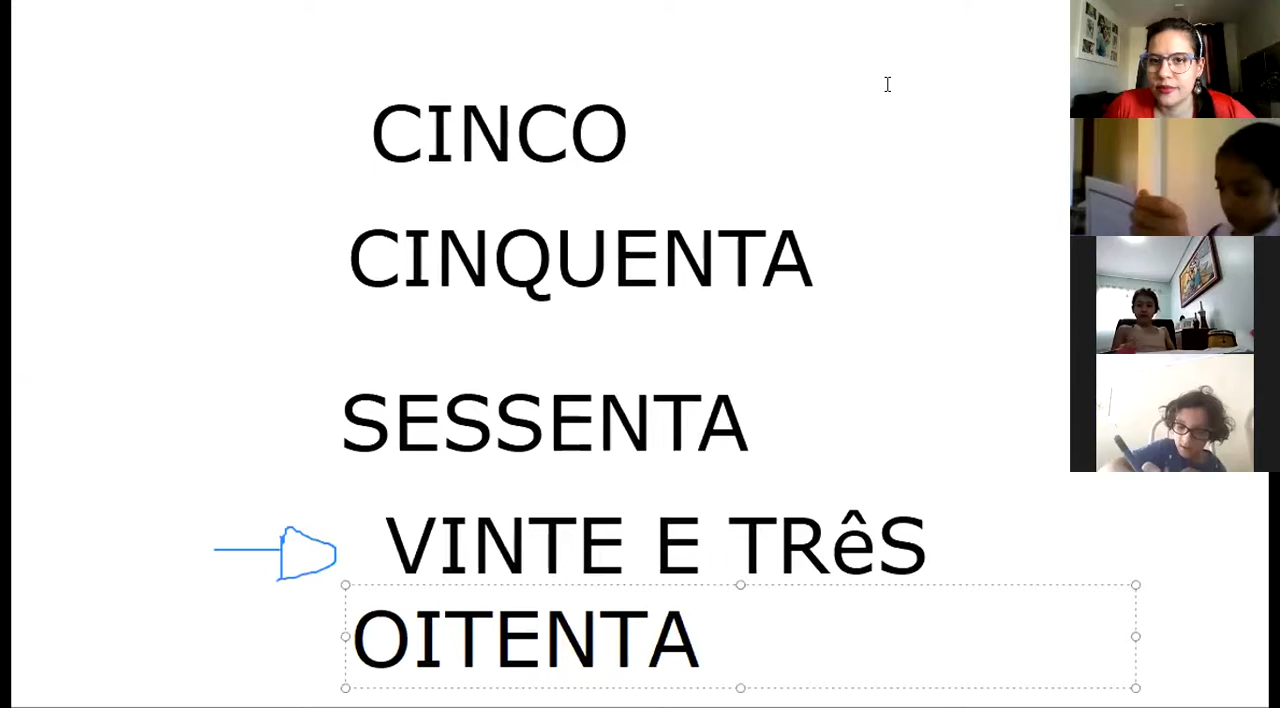 CINCO
CINQUENTA
SESSENTA
VINTE E TRêS
OITENTA